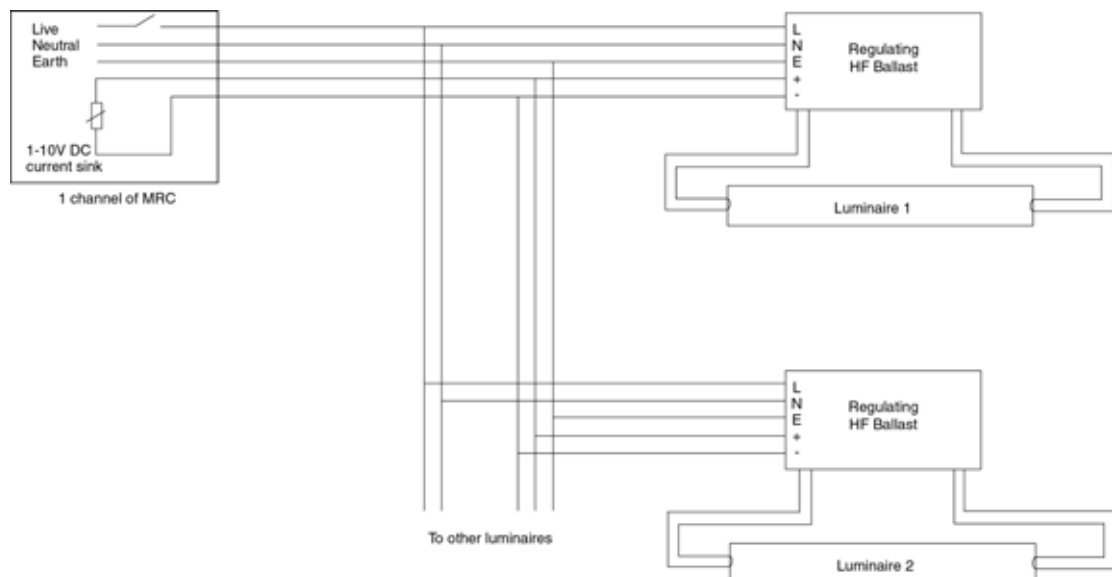 Live
Neutral
Earth
1-10V DC
current sink
1 channel of MRC
L
N
E
+
-
Regulating
HF Ballast
Luminaire 1
L
N
E
+
-
Regulating
HF Ballast
To other luminaires
Luminaire 2